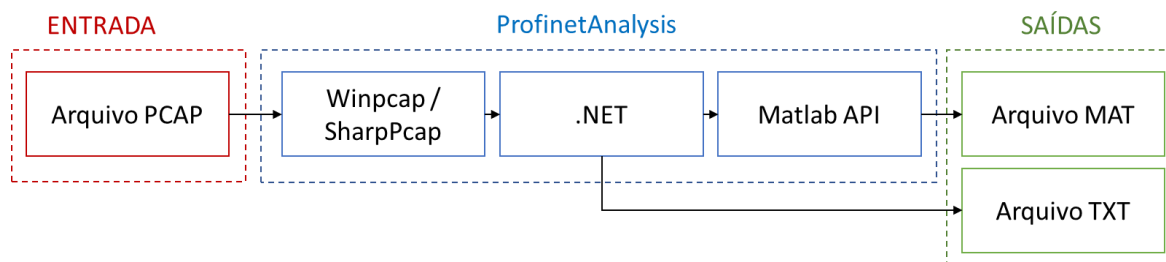 ENTRADA
ProfinetAnalysis
SAÍDAS
Arquivo PCAP
Winpcap /
SharpPcap
.NET
Matlab API
Arquivo MAT
Arquivo TXT